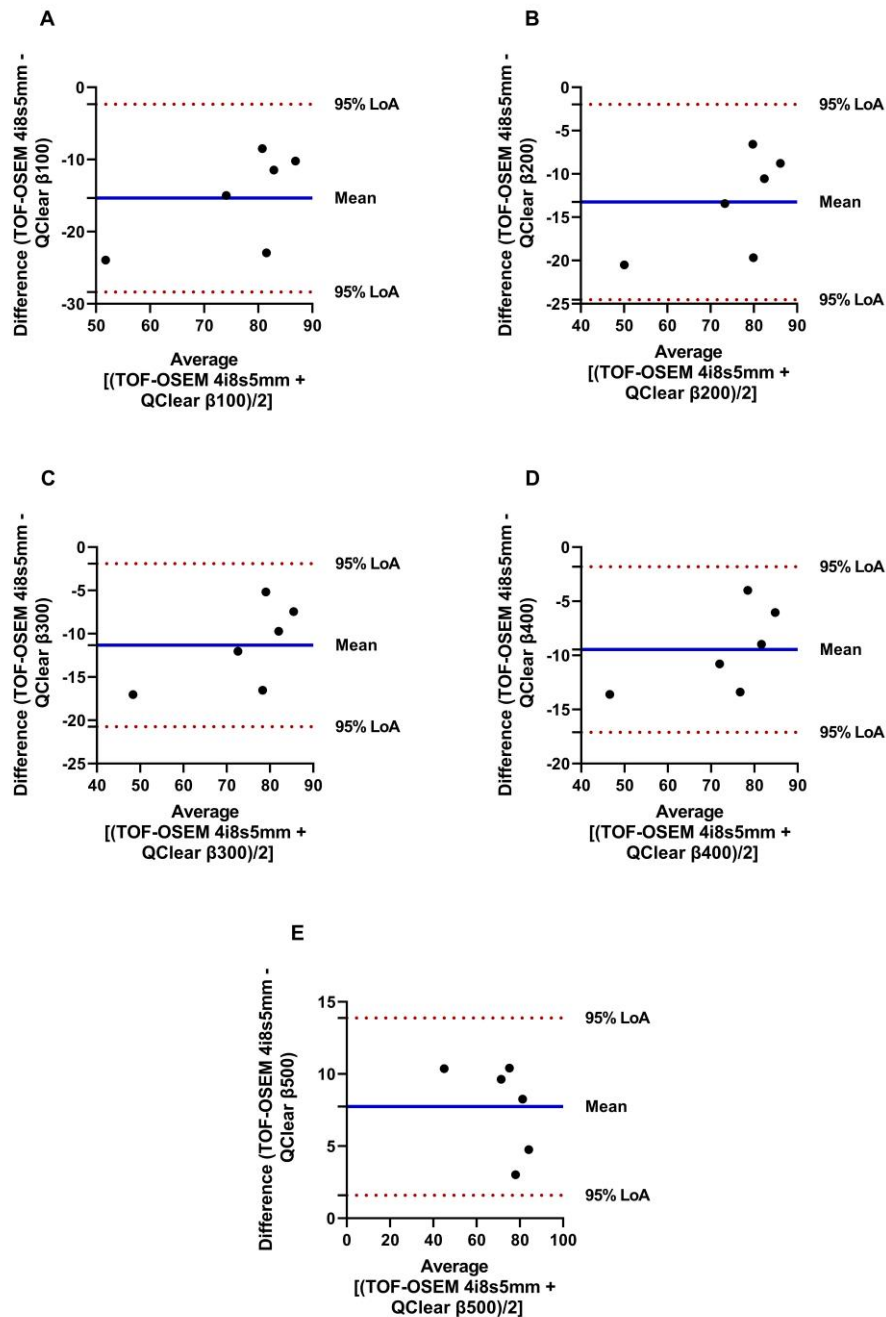 A
Difference (TOF-OSEM 4i8s5mm -
QClear β100)
0
-10
-20
-30
50 60 70 80 90
95% LoA
Mean
95% LoA
Average
[(TOF-OSEM 4i8s5mm +
QClear β100)/2]
B
Difference (TOF-OSEM 4i8s5mm -
QClear β200)
0
-5
-10
-15
-20
-25
40 50 60 70 80 90
95% LoA
Mean
95% LoA
Average
[(TOF-OSEM 4i8s5mm +
QClear β200)/2]
C
Difference (TOF-OSEM 4i8s5mm -
QClear β300)
0
-5
-10
-15
-20
-25
40 50 60 70 80 90
95% LoA
Mean
95% LoA
Average
[(TOF-OSEM 4i8s5mm +
QClear β300)/2]
D
Difference (TOF-OSEM 4i8s5mm -
QClear β400)
0
-5
-10
-15
-20
40 50 60 70 80 90
95% LoA
Mean
95% LoA
Average
[(TOF-OSEM 4i8s5mm +
QClear β400)/2]
E
Difference (TOF-OSEM 4i8s5mm -
QClear β500)
15
10
5
0
0 20 40 60 80 100
95% LoA
Mean
95% LoA
Average
[(TOF-OSEM 4i8s5mm +
QClear β500)/2]